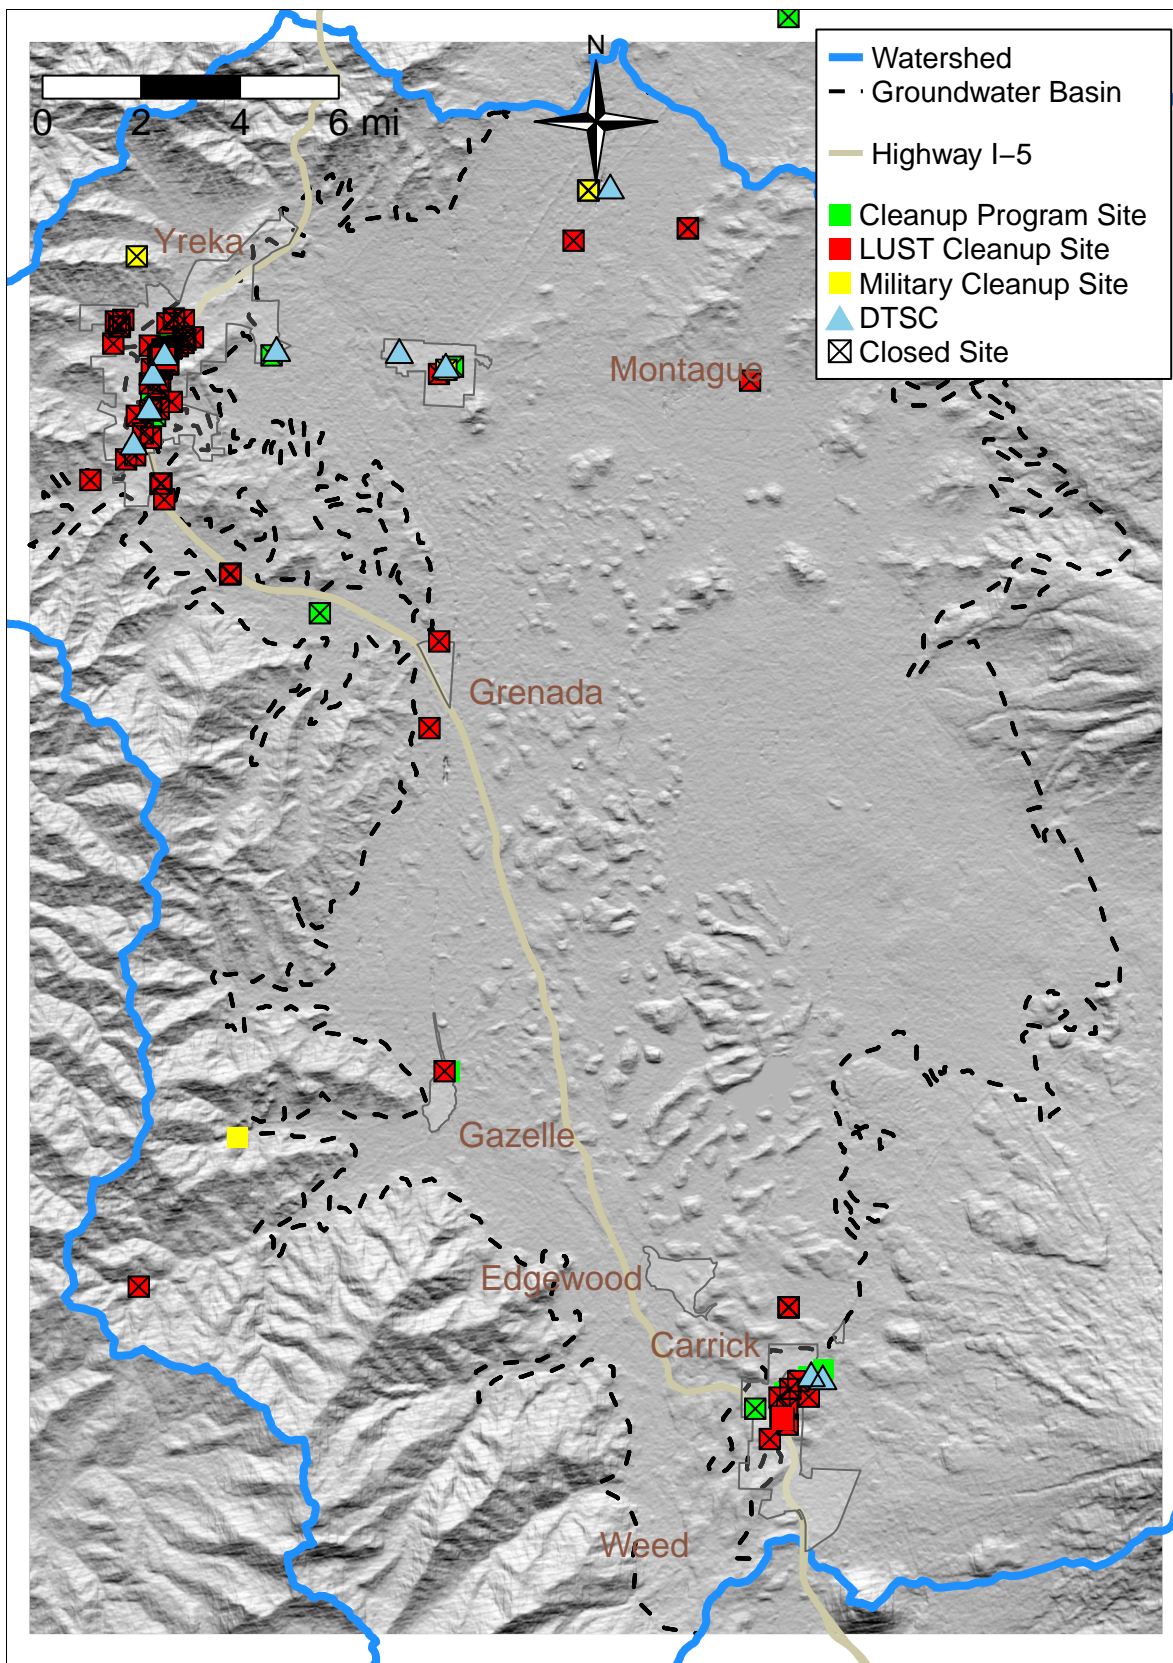 N
0 2 4 6 mi
Watershed
Groundwater Basin
Highway I−5
Cleanup Program Site
LUST Cleanup Site
Military Cleanup Site
DTSC
Closed Site
Yreka
Montague
Grenada
Gazelle
Edgewood
Carrick
Weed